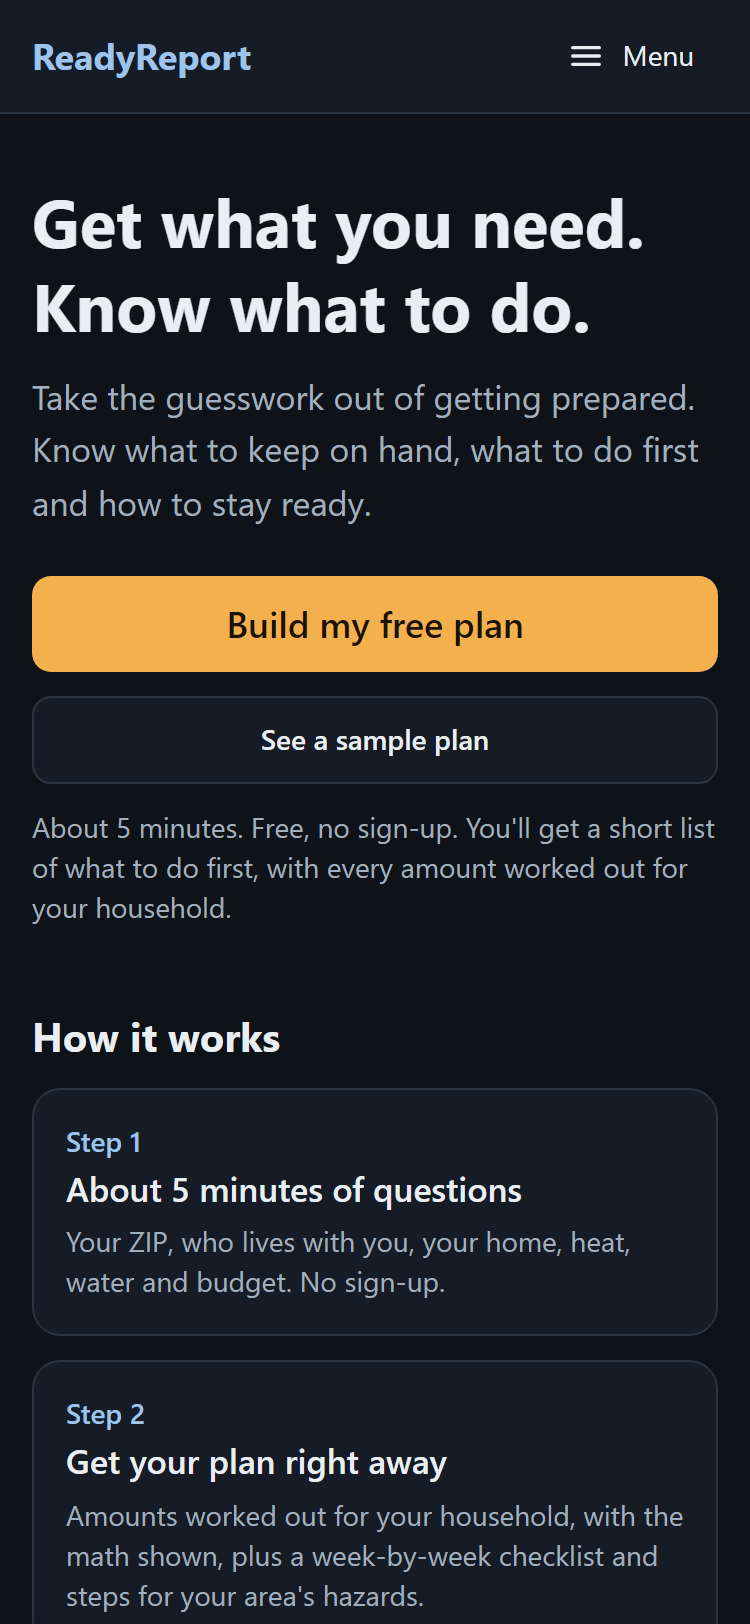 ReadyReport
Menu
Get what you need.
Know what to do.
Take the guesswork out of getting prepared.
Know what to keep on hand, what to do first
and how to stay ready.
Build my free plan
See a sample plan
About 5 minutes. Free, no sign-up. You'll get a short list
of what to do first, with every amount worked out for
your household.
How it works
Step 1
About 5 minutes of questions
Your ZIP, who lives with you, your home, heat,
water and budget. No sign-up.
Step 2
Get your plan right away
Amounts worked out for your household, with the
math shown, plus a week-by-week checklist and
steps for your area's hazards.